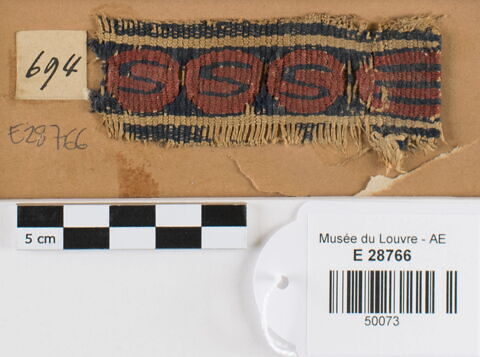 694
E28766
5 cm
Musée du Louvre - AE
E 28766
50073